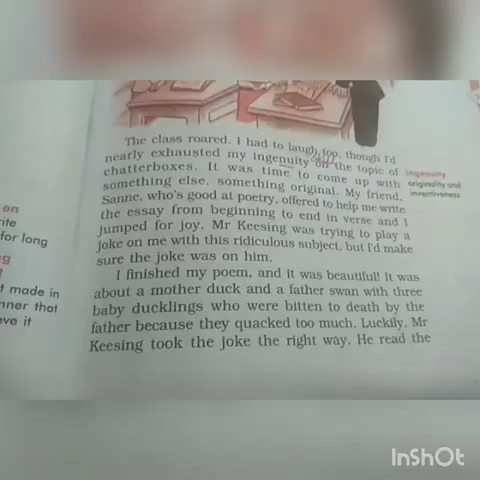 The class roared. I had to laugh too, though I'd
nearly exhausted my ingenuity on the topic of
chatterboxes. It was time to come up with
something else, something original. My friend,
Sanne, who's good at poetry, offered to help me write
the essay from beginning to end in verse and I
jumped for joy. Mr Keesing was trying to play a
joke on me with this ridiculous subject, but I'd make
sure the joke was on him.
I finished my poem, and it was beautiful! It was
about a mother duck and a father swan with three
baby ducklings who were bitten to death by the
father because they quacked too much. Luckily, Mr
Keesing took the joke the right way. He read the
ingenuity
originality and
inventiveness
on
rite
for long
g
t
t made in
nner that
eve it
InShOt